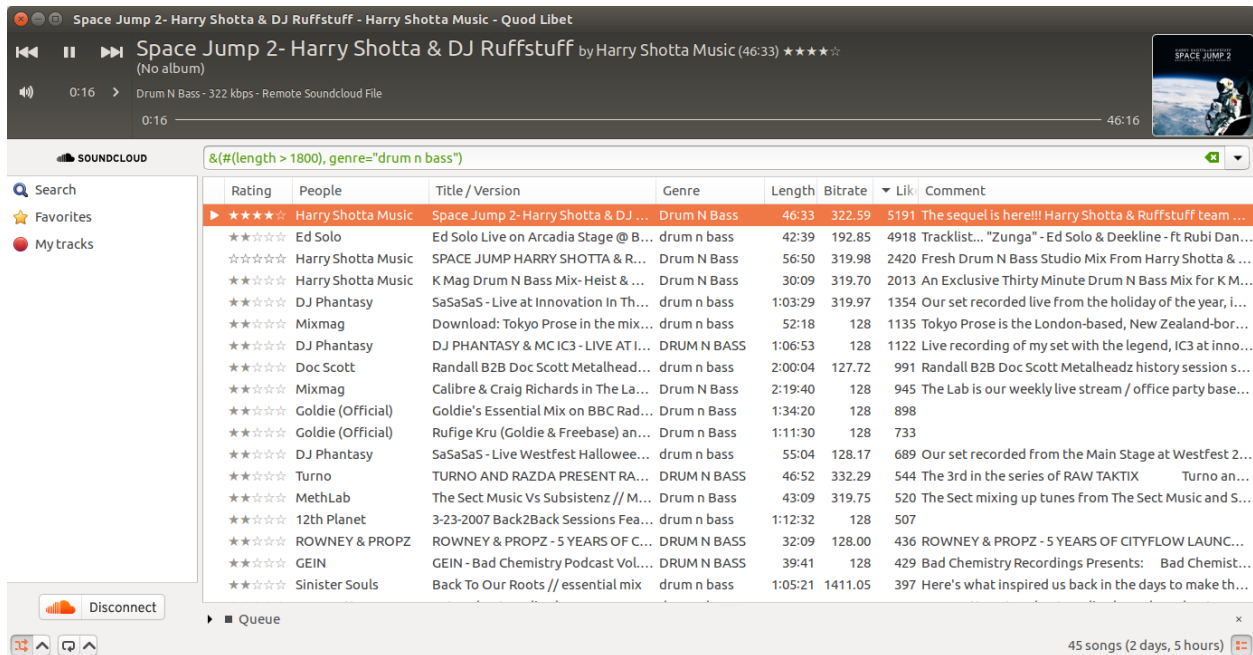 Space Jump 2- Harry Shotta & DJ Ruffstuff - Harry Shotta Music - Quod Libet
Space Jump 2- Harry Shotta & DJ Ruffstuff by Harry Shotta Music (46:33) ★★★★☆
(No album)
0:16 Drum N Bass - 322 kbps - Remote Soundcloud File
0:16 46:16
SPACE JUMP 2
SOUNDCLOUD
&(#(length > 1800), genre="drum n bass")
Search
Favorites
My tracks
Rating People Title / Version Genre Length Bitrate Lik Comment
★★★★☆ Harry Shotta Music Space Jump 2- Harry Shotta & DJ ... Drum N Bass 46:33 322.59 5191 The sequel is here!!! Harry Shotta & Ruffstuff team ...
★★☆☆☆ Ed Solo Ed Solo Live on Arcadia Stage @ B... drum n bass 42:39 192.85 4918 Tracklist... "Zunga" - Ed Solo & Deekline - ft Rubi Dan...
☆☆☆☆☆ Harry Shotta Music SPACE JUMP HARRY SHOTTA & R... Drum N Bass 56:50 319.98 2420 Fresh Drum N Bass Studio Mix From Harry Shotta & ...
★★☆☆☆ Harry Shotta Music K Mag Drum N Bass Mix- Heist & ... Drum N Bass 30:09 319.70 2013 An Exclusive Thirty Minute Drum N Bass Mix for K M...
★★☆☆☆ DJ Phantasy SaSaSaS - Live at Innovation In Th... drum n bass 1:03:29 319.97 1354 Our set recorded live from the holiday of the year, i...
★★☆☆☆ Mixmag Download: Tokyo Prose in the mix... drum n bass 52:18 128 1135 Tokyo Prose is the London-based, New Zealand-bor...
★★☆☆☆ DJ Phantasy DJ PHANTASY & MC IC3 - LIVE AT I... DRUM N BASS 1:06:53 128 1122 Live recording of my set with the legend, IC3 at inno...
★★☆☆☆ Doc Scott Randall B2B Doc Scott Metalhead... drum n bass 2:00:04 127.72 991 Randall B2B Doc Scott Metalheadz history session s...
★★☆☆☆ Mixmag Calibre & Craig Richards in The La... Drum N Bass 2:19:40 128 945 The Lab is our weekly live stream / office party base...
★★☆☆☆ Goldie (Official) Goldie's Essential Mix on BBC Rad... Drum n Bass 1:34:20 128 898
★★☆☆☆ Goldie (Official) Rufige Kru (Goldie & Freebase) an... Drum n Bass 1:11:30 128 733
★★☆☆☆ DJ Phantasy SaSaSaS - Live Westfest Hallowee... drum n bass 55:04 128.17 689 Our set recorded from the Main Stage at Westfest 2...
★★☆☆☆ Turno TURNO AND RAZDA PRESENT RA... DRUM N BASS 46:52 332.29 544 The 3rd in the series of RAW TAKTIX Turno an...
★★☆☆☆ MethLab The Sect Music Vs Subsistenz // M... Drum n Bass 43:09 319.75 520 The Sect mixing up tunes from The Sect Music and S...
★★☆☆☆ 12th Planet 3-23-2007 Back2Back Sessions Fea... drum n bass 1:12:32 128 507
★★☆☆☆ ROWNEY & PROPZ ROWNEY & PROPZ - 5 YEARS OF C... DRUM N BASS 32:09 128.00 436 ROWNEY & PROPZ - 5 YEARS OF CITYFLOW LAUNC...
★★☆☆☆ GEIN GEIN - Bad Chemistry Podcast Vol.... DRUM N BASS 39:41 128 429 Bad Chemistry Recordings Presents: Bad Chemist...
★★☆☆☆ Sinister Souls Back To Our Roots // essential mix drum n bass 1:05:21 1411.05 397 Here's what inspired us back in the days to make th...
Disconnect
Queue
45 songs (2 days, 5 hours)